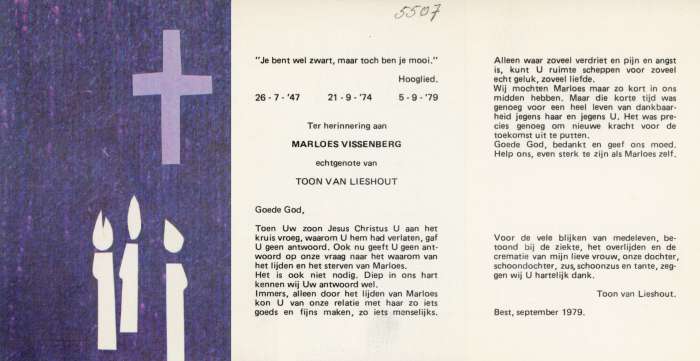 5507
"Je bent wel zwart, maar toch ben je mooi."
Hooglied.
26 - 7 - '47 21 - 9 - '74 5 - 9 - '79
Ter herinnering aan
MARLOES VISSENBERG
echtgenote van
TOON VAN LIESHOUT
Goede God,
Toen Uw zoon Jesus Christus U aan het
kruis vroeg, waarom U hem had verlaten, gaf
U geen antwoord. Ook nu geeft U geen ant-
woord op onze vraag naar het waarom van
het lijden en het sterven van Marloes.
Het is ook niet nodig. Diep in ons hart
kennen wij Uw antwoord wel.
Immers, alleen door het lijden van Marloes
kon U van onze relatie met haar zo iets
goeds en fijns maken, zo iets menselijks.
Alleen waar zoveel verdriet en pijn en angst
is, kunt U ruimte scheppen voor zoveel
echt geluk, zoveel liefde.
Wij mochten Marloes maar zo kort in ons
midden hebben. Maar die korte tijd was
genoeg voor een heel leven van dankbaar-
heid jegens haar en jegens U. Het was pre-
cies genoeg om nieuwe kracht voor de
toekomst uit te putten.
Goede God, bedankt en geef ons moed.
Help ons, even sterk te zijn als Marloes zelf.
Voor de vele blijken van medeleven, be-
toond bij de ziekte, het overlijden en de
crematie van mijn lieve vrouw, onze dochter,
schoondochter, zus, schoonzus en tante, zeg-
gen wij U hartelijk dank.
Toon van Lieshout.
Best, september 1979.